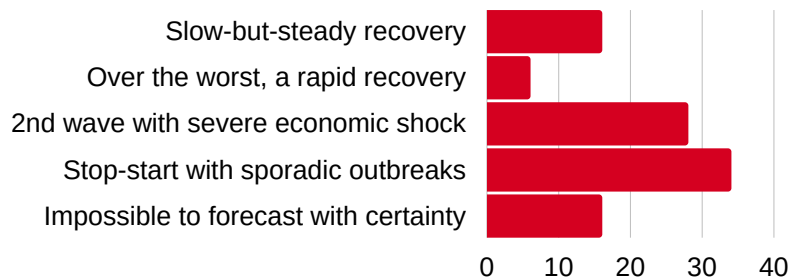 Slow-but-steady recovery
Over the worst, a rapid recovery
2nd wave with severe economic shock
Stop-start with sporadic outbreaks
Impossible to forecast with certainty
0 10 20 30 40